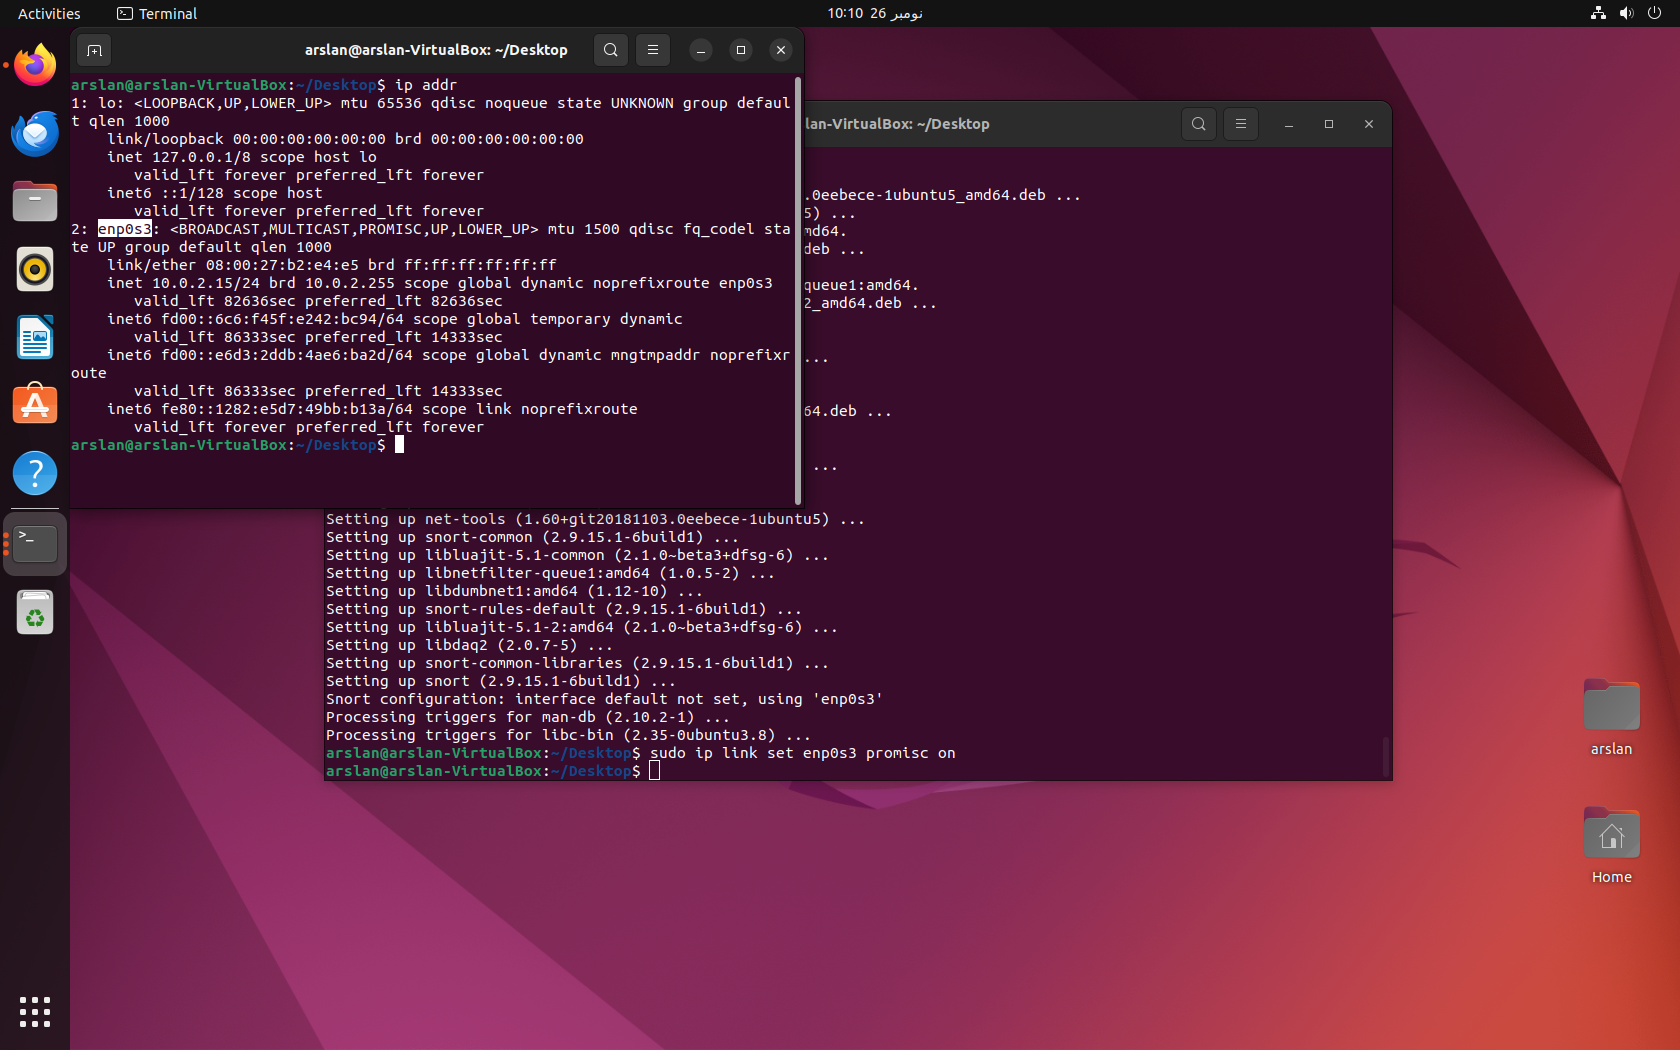 Activities
Terminal
نومبر 26  10:10
arslan@arslan-VirtualBox: ~/Desktop
arslan@arslan-VirtualBox:~/Desktop$ ip addr
1: lo: <LOOPBACK,UP,LOWER_UP> mtu 65536 qdisc noqueue state UNKNOWN group defaul
t qlen 1000
    link/loopback 00:00:00:00:00:00 brd 00:00:00:00:00:00
    inet 127.0.0.1/8 scope host lo
       valid_lft forever preferred_lft forever
    inet6 ::1/128 scope host
       valid_lft forever preferred_lft forever
2: enp0s3: <BROADCAST,MULTICAST,PROMISC,UP,LOWER_UP> mtu 1500 qdisc fq_codel sta
te UP group default qlen 1000
    link/ether 08:00:27:b2:e4:e5 brd ff:ff:ff:ff:ff:ff
    inet 10.0.2.15/24 brd 10.0.2.255 scope global dynamic noprefixroute enp0s3
       valid_lft 82636sec preferred_lft 82636sec
    inet6 fd00::6c6:f45f:e242:bc94/64 scope global temporary dynamic
       valid_lft 86333sec preferred_lft 14333sec
    inet6 fd00::e6d3:2ddb:4ae6:ba2d/64 scope global dynamic mngtmpaddr noprefixr
oute
       valid_lft 86333sec preferred_lft 14333sec
    inet6 fe80::1282:e5d7:49bb:b13a/64 scope link noprefixroute
       valid_lft forever preferred_lft forever
arslan@arslan-VirtualBox:~/Desktop$
lan-VirtualBox: ~/Desktop
.0eebece-1ubuntu5_amd64.deb ...
5) ...
md64.
deb ...
queue1:amd64.
2_amd64.deb ...
...
64.deb ...
...
Setting up net-tools (1.60+git20181103.0eebece-1ubuntu5) ...
Setting up snort-common (2.9.15.1-6build1) ...
Setting up libluajit-5.1-common (2.1.0~beta3+dfsg-6) ...
Setting up libnetfilter-queue1:amd64 (1.0.5-2) ...
Setting up libdumbnet1:amd64 (1.12-10) ...
Setting up snort-rules-default (2.9.15.1-6build1) ...
Setting up libluajit-5.1-2:amd64 (2.1.0~beta3+dfsg-6) ...
Setting up libdaq2 (2.0.7-5) ...
Setting up snort-common-libraries (2.9.15.1-6build1) ...
Setting up snort (2.9.15.1-6build1) ...
Snort configuration: interface default not set, using 'enp0s3'
Processing triggers for man-db (2.10.2-1) ...
Processing triggers for libc-bin (2.35-0ubuntu3.8) ...
arslan@arslan-VirtualBox:~/Desktop$ sudo ip link set enp0s3 promisc on
arslan@arslan-VirtualBox:~/Desktop$
arslan
Home